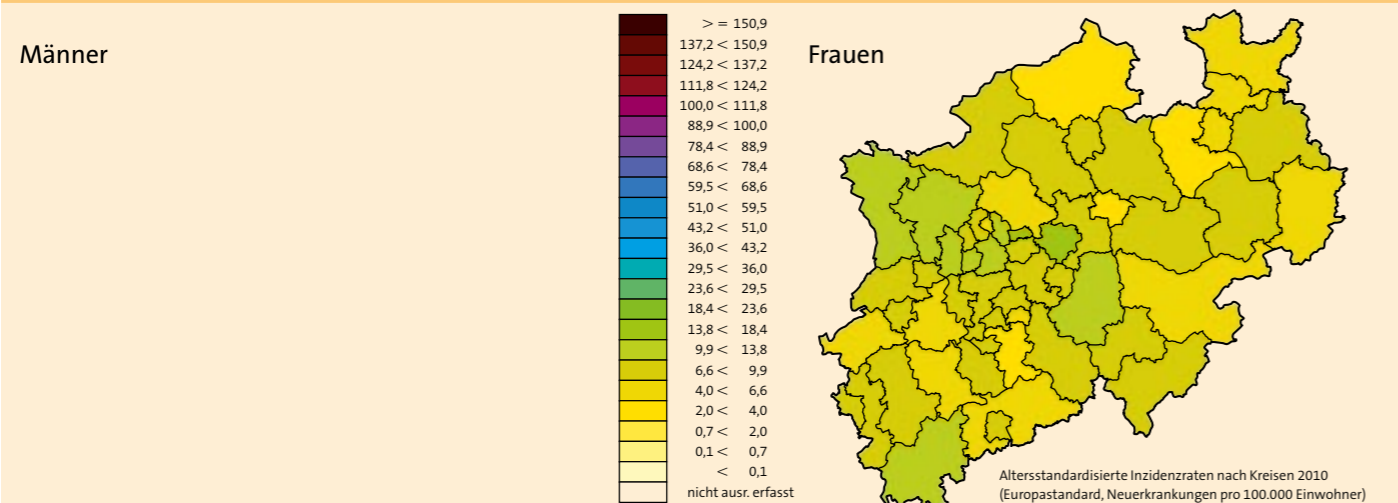 Männer
> = 150,9
137,2 < 150,9
124,2 < 137,2
111,8 < 124,2
100,0 < 111,8
88,9 < 100,0
78,4 < 88,9
68,6 < 78,4
59,5 < 68,6
51,0 < 59,5
43,2 < 51,0
36,0 < 43,2
29,5 < 36,0
23,6 < 29,5
18,4 < 23,6
13,8 < 18,4
9,9 < 13,8
6,6 < 9,9
4,0 < 6,6
2,0 < 4,0
0,7 < 2,0
0,1 < 0,7
< 0,1
nicht ausr. erfasst
Frauen
Altersstandardisierte Inzidenzraten nach Kreisen 2010
(Europastandard, Neuerkrankungen pro 100.000 Einwohner)